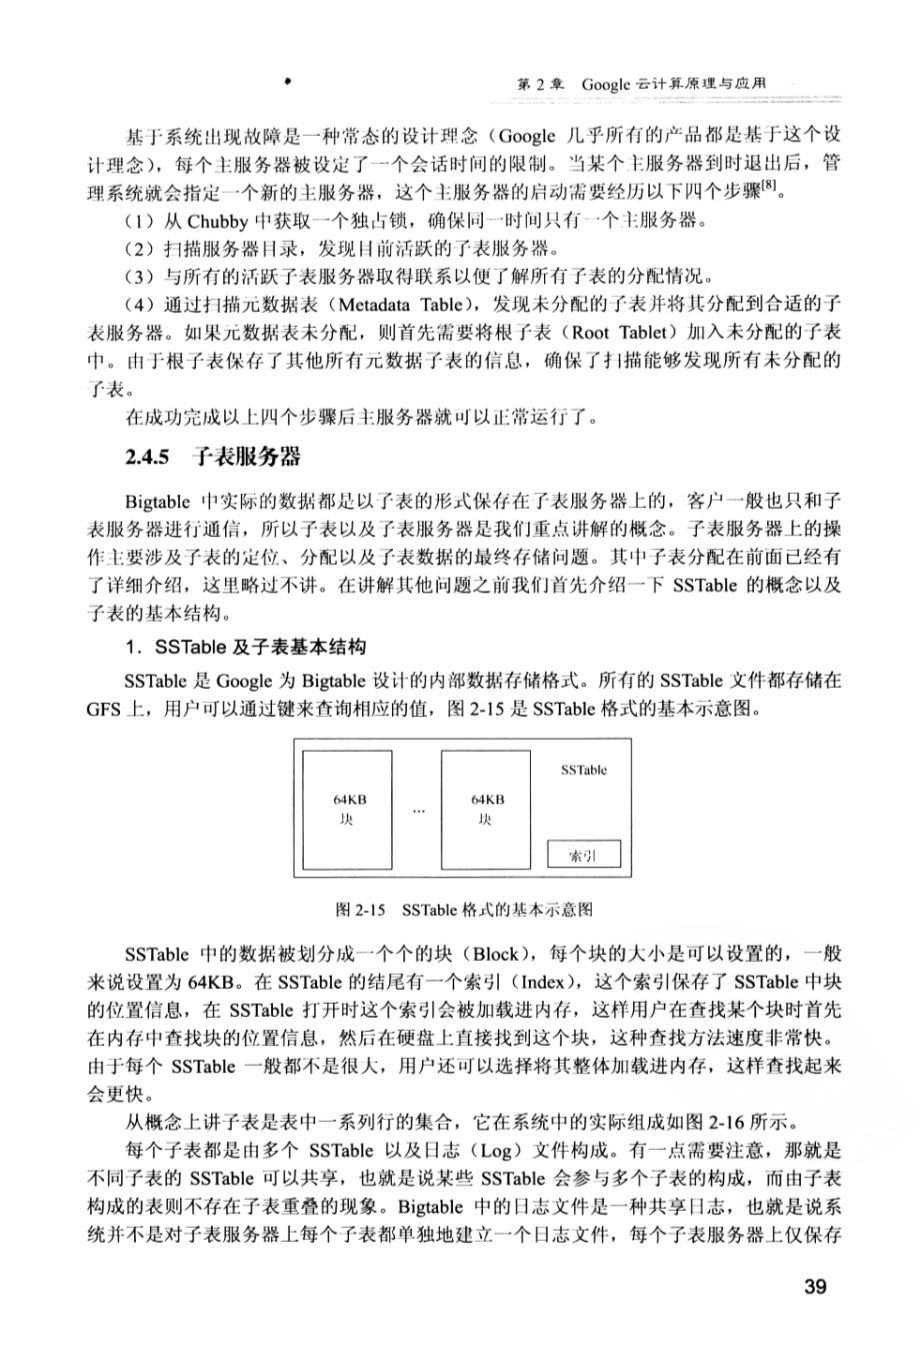 第 2 章　Google 云计算原理与应用
基于系统出现故障是一种常态的设计理念（Google 几乎所有的产品都是基于这个设
计理念），每个主服务器被设定了一个会话时间的限制。当某个主服务器到时退出后，管
理系统就会指定一个新的主服务器，这个主服务器的启动需要经历以下四个步骤[8]。
（1）从 Chubby 中获取一个独占锁，确保同一时间只有一个主服务器。
（2）扫描服务器目录，发现目前活跃的子表服务器。
（3）与所有的活跃子表服务器取得联系以便了解所有子表的分配情况。
（4）通过扫描元数据表（Metadata Table），发现未分配的子表并将其分配到合适的子
表服务器。如果元数据表未分配，则首先需要将根子表（Root Tablet）加入未分配的子表
中。由于根子表保存了其他所有元数据子表的信息，确保了扫描能够发现所有未分配的
子表。
在成功完成以上四个步骤后主服务器就可以正常运行了。
2.4.5　子表服务器
Bigtable 中实际的数据都是以子表的形式保存在子表服务器上的，客户一般也只和子
表服务器进行通信，所以子表以及子表服务器是我们重点讲解的概念。子表服务器上的操
作主要涉及子表的定位、分配以及子表数据的最终存储问题。其中子表分配在前面已经有
了详细介绍，这里略过不讲。在讲解其他问题之前我们首先介绍一下 SSTable 的概念以及
子表的基本结构。
1．SSTable 及子表基本结构
SSTable 是 Google 为 Bigtable 设计的内部数据存储格式。所有的 SSTable 文件都存储在
GFS 上，用户可以通过键来查询相应的值，图 2-15 是 SSTable 格式的基本示意图。
SSTable
64KB
块
...
64KB
块
索引
图 2-15　SSTable 格式的基本示意图
SSTable 中的数据被划分成一个个的块（Block），每个块的大小是可以设置的，一般
来说设置为 64KB。在 SSTable 的结尾有一个索引（Index），这个索引保存了 SSTable 中块
的位置信息，在 SSTable 打开时这个索引会被加载进内存，这样用户在查找某个块时首先
在内存中查找块的位置信息，然后在硬盘上直接找到这个块，这种查找方法速度非常快。
由于每个 SSTable 一般都不是很大，用户还可以选择将其整体加载进内存，这样查找起来
会更快。
从概念上讲子表是表中一系列行的集合，它在系统中的实际组成如图 2-16 所示。
每个子表都是由多个 SSTable 以及日志（Log）文件构成。有一点需要注意，那就是
不同子表的 SSTable 可以共享，也就是说某些 SSTable 会参与多个子表的构成，而由子表
构成的表则不存在子表重叠的现象。Bigtable 中的日志文件是一种共享日志，也就是说系
统并不是对子表服务器上每个子表都单独地建立一个日志文件，每个子表服务器上仅保存
39